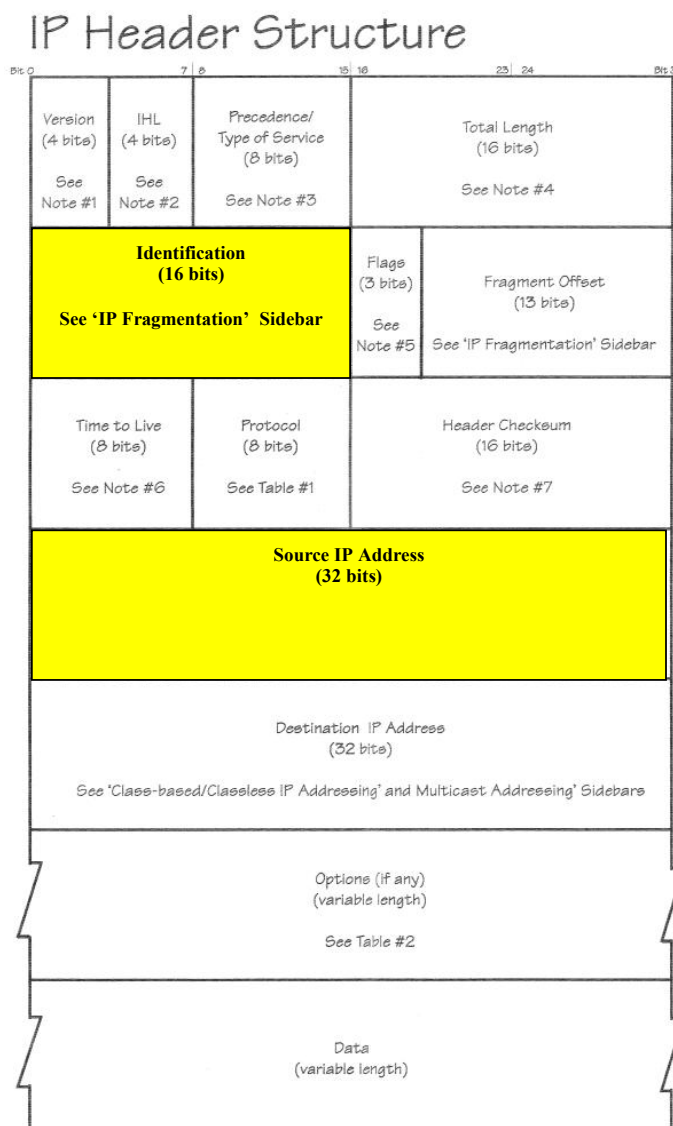 IP Header Structure
Bit 0 7 8 15 16 23 24 Bit 3
Version
(4 bits)
See
Note #1
IHL
(4 bits)
See
Note #2
Precedence/
Type of Service
(8 bits)
See Note #3
Total Length
(16 bits)
See Note #4
Identification
(16 bits)
See ‘IP Fragmentation’ Sidebar
Flags
(3 bits)
See
Note #5
Fragment Offset
(13 bits)
See 'IP Fragmentation' Sidebar
Time to Live
(8 bits)
See Note #6
Protocol
(8 bits)
See Table #1
Header Checksum
(16 bits)
See Note #7
Source IP Address
(32 bits)
Destination IP Address
(32 bits)
See 'Class-based/Classless IP Addressing' and Multicast Addressing' Sidebars
Options (if any)
(variable length)
See Table #2
Data
(variable length)